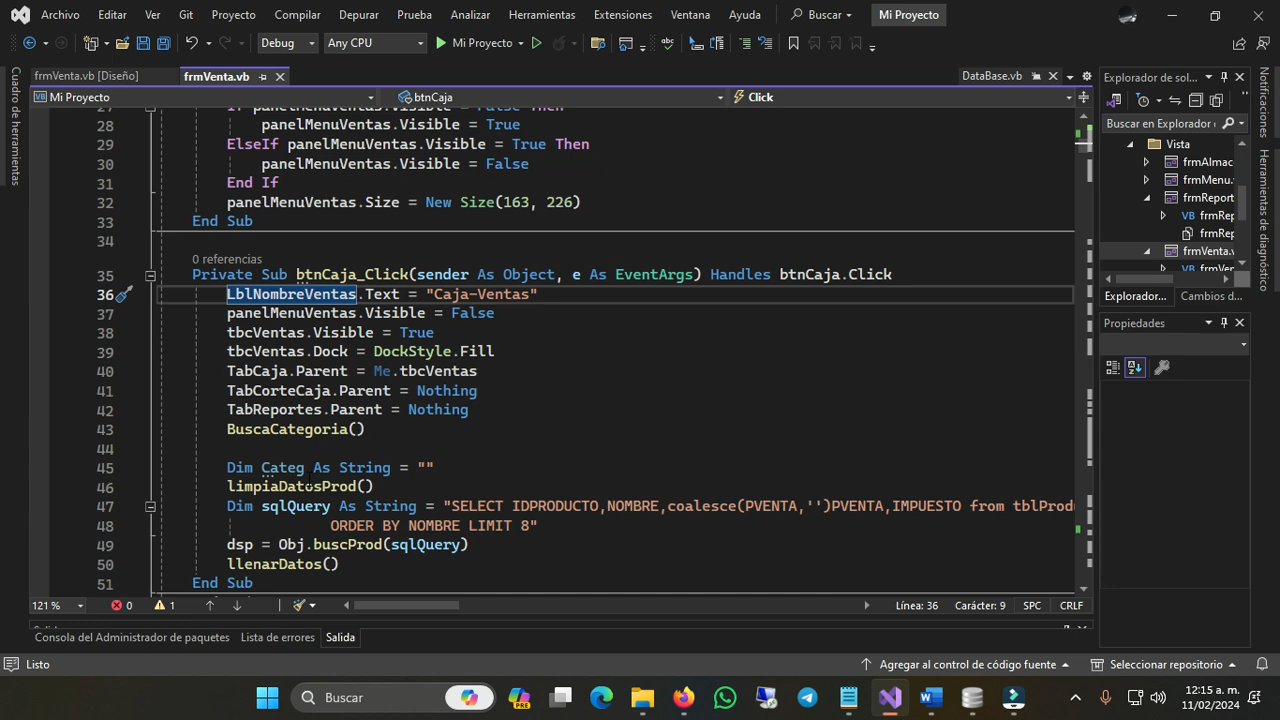 Archivo Editar Ver Git Proyecto Compilar Depurar Prueba Analizar Herramientas Extensiones Ventana Ayuda Buscar Mi Proyecto
Debug Any CPU Mi Proyecto
frmVenta.vb [Diseño] frmVenta.vb DataBase.vb
Mi Proyecto btnCaja Click
27 If panelMenuVentas.Visible = False Then
28 panelMenuVentas.Visible = True
29 ElseIf panelMenuVentas.Visible = True Then
30 panelMenuVentas.Visible = False
31 End If
32 panelMenuVentas.Size = New Size(163, 226)
33 End Sub
34
0 referencias
35 Private Sub btnCaja_Click(sender As Object, e As EventArgs) Handles btnCaja.Click
36 LblNombreVentas.Text = "Caja-Ventas"
37 panelMenuVentas.Visible = False
38 tbcVentas.Visible = True
39 tbcVentas.Dock = DockStyle.Fill
40 TabCaja.Parent = Me.tbcVentas
41 TabCorteCaja.Parent = Nothing
42 TabReportes.Parent = Nothing
43 BuscaCategoria()
44
45 Dim Categ As String = ""
46 limpiaDatosProd()
47 Dim sqlQuery As String = "SELECT IDPRODUCTO,NOMBRE,coalesce(PVENTA,'')PVENTA,IMPUESTO from tblProdu
48 ORDER BY NOMBRE LIMIT 8"
49 dsp = Obj.buscProd(sqlQuery)
50 llenarDatos()
51 End Sub
121 % 0 1 Línea: 36 Carácter: 9 SPC CRLF
Consola del Administrador de paquetes Lista de errores Salida
Listo Agregar al control de código fuente Seleccionar repositorio
Cuadro de herramientas
Explorador de sol...
Buscar en Explorador
Vista
frmAlmac
frmMenu.
frmReport
frmRep
frmRep
frmVenta.v
Explorador... Cambios d...
Propiedades
Notificaciones
Herramientas de diagnóstico
Buscar PRE 12:15 a. m.
11/02/2024